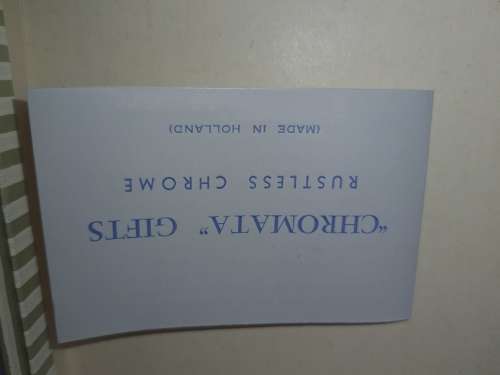 "CHROMATA" GIFTS
RUSTLESS CHROME
(MADE IN HOLLAND)